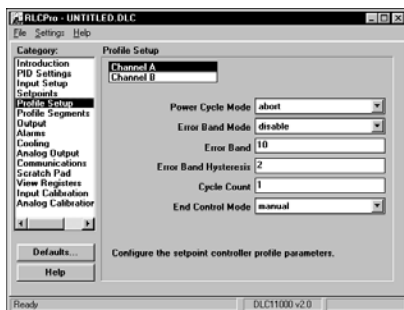 RLCPro - UNTITLED.DLC
File Settings Help
Category:
Introduction
PID Settings
Input Setup
Setpoints
Profile Setup
Profile Segments
Output
Alarms
Cooling
Analog Output
Communications
Scratch Pad
View Registers
Input Calibration
Analog Calibration
Defaults...
Help
Profile Setup
Channel A
Channel B
Power Cycle Mode abort
Error Band Mode disable
Error Band 10
Error Band Hysteresis 2
Cycle Count 1
End Control Mode manual
Configure the setpoint controller profile parameters.
Ready DLC11000 v2.0